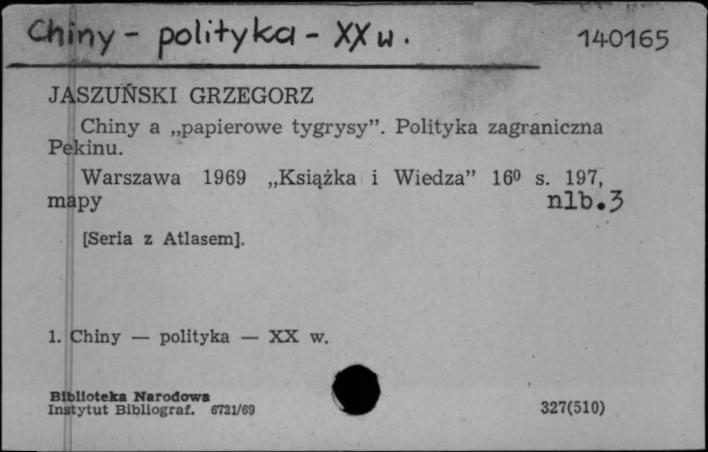 Chiny - polityka - XX w. 140165
JASZUŃSKI GRZEGORZ
Chiny a „papierowe tygrysy”. Polityka zagraniczna
Pekinu.
Warszawa 1969 „Książka i Wiedza” 16⁰ s. 197,
mapy nlb.3
[Seria z Atlasem].
1. Chiny — polityka — XX w.
Biblioteka Narodowa
Instytut Bibliograf. 6721/69 327(510)